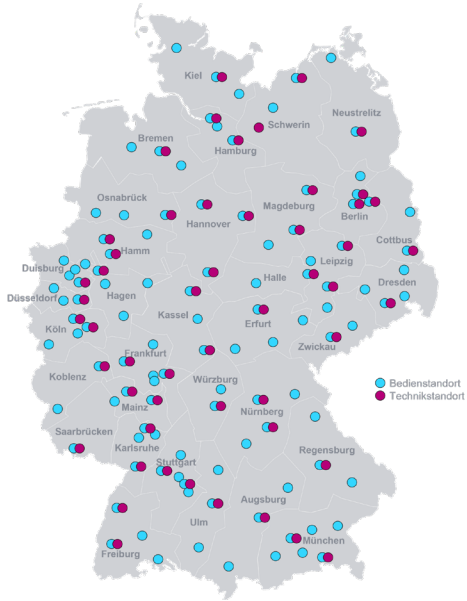 Kiel
Neustrelitz
Schwerin
Bremen
Hamburg
Osnabrück
Magdeburg
Berlin
Hannover
Cottbus
Hamm
Leipzig
Duisburg
Halle
Dresden
Hagen
Düsseldorf
Kassel
Erfurt
Köln
Zwickau
Frankfurt
Koblenz
Würzburg
Bedienstandort
Technikstandort
Mainz
Nürnberg
Saarbrücken
Karlsruhe
Regensburg
Stuttgart
Augsburg
Ulm
München
Freiburg